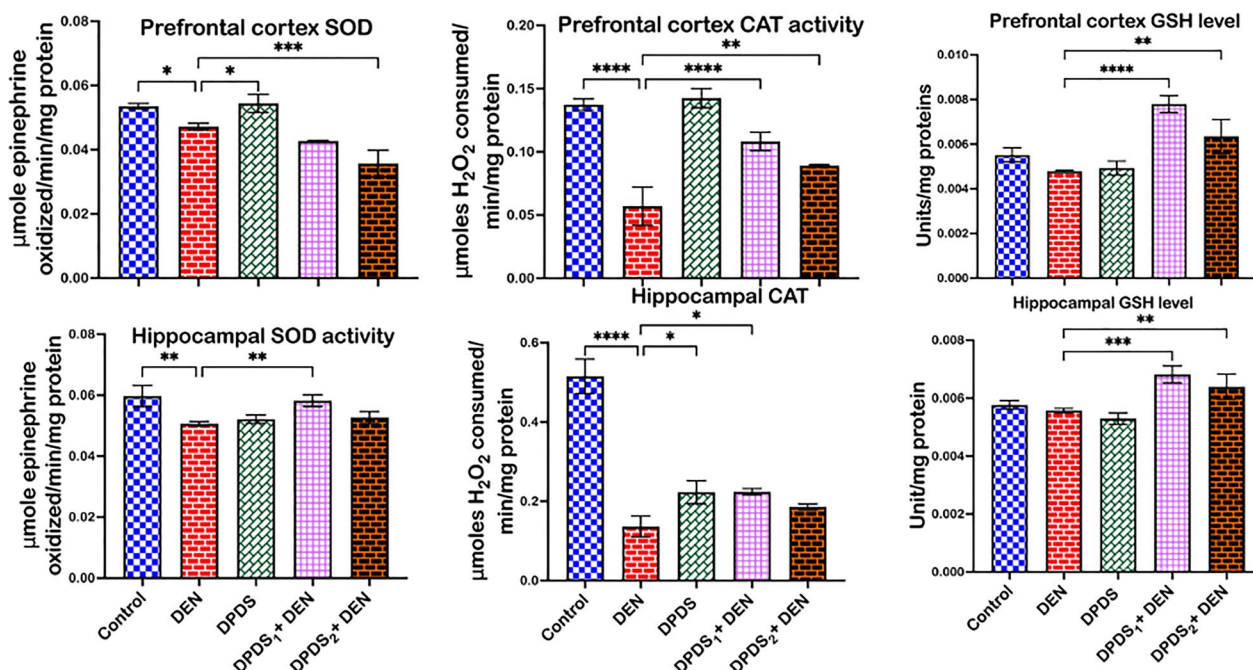 Prefrontal cortex SOD
µmole epinephrine
oxidized/min/mg protein
0.08
0.06
0.04
0.02
0.00
*
*
***
Prefrontal cortex CAT activity
µmoles H₂O₂ consumed/
min/mg protein
0.20
0.15
0.10
0.05
0.00
****
****
**
Prefrontal cortex GSH level
Units/mg proteins
0.010
0.008
0.006
0.004
0.002
0.000
****
**
Hippocampal SOD activity
µmole epinephrine
oxidized/min/mg protein
0.08
0.06
0.04
0.02
0.00
**
**
Control
DEN
DPDS
DPDS₁+ DEN
DPDS₂+ DEN
Hippocampal CAT
µmoles H₂O₂ consumed/
min/mg protein
0.6
0.4
0.2
0.0
****
*
*
Control
DEN
DPDS
DPDS₁+ DEN
DPDS₂+ DEN
Hippocampal GSH level
Unit/mg protein
0.008
0.006
0.004
0.002
0.000
***
**
Control
DEN
DPDS
DPDS₁+ DEN
DPDS₂+ DEN